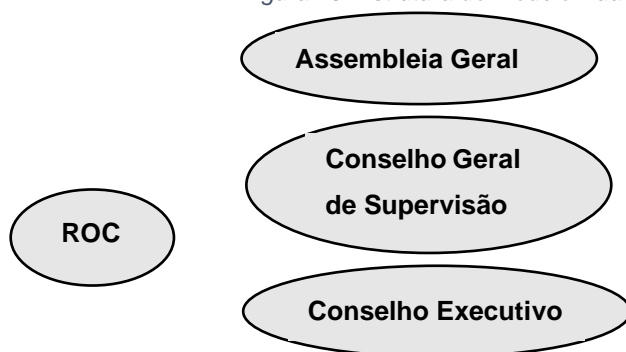 Assembleia Geral
Conselho Geral
de Supervisão
ROC
Conselho Executivo